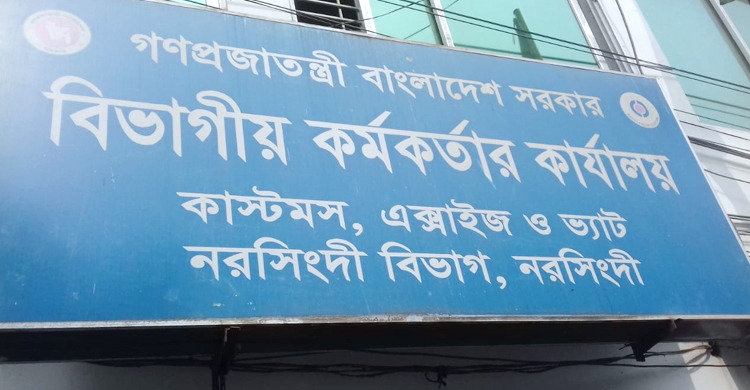 গণপ্রজাতন্ত্রী বাংলাদেশ সরকার
বিভাগীয় কর্মকর্তার কার্যালয়
কাস্টমস, এক্সাইজ ও ভ্যাট
নরসিংদী বিভাগ, নরসিংদী